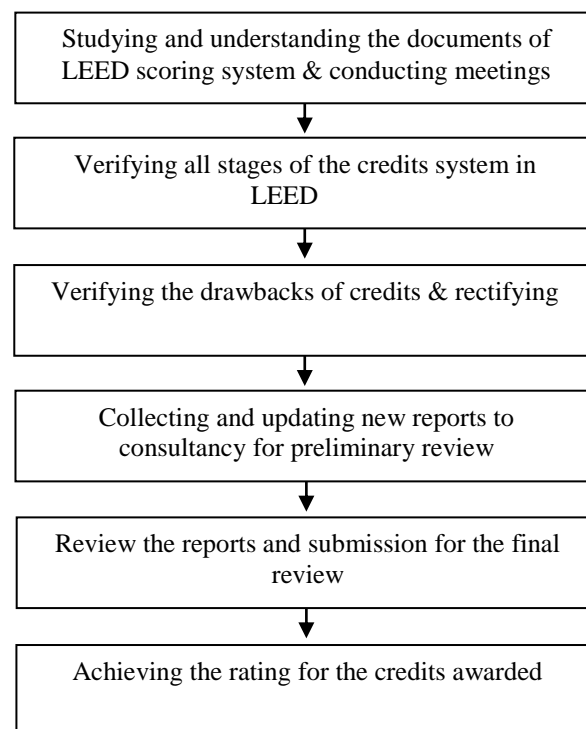 Studying and understanding the documents of
LEED scoring system & conducting meetings
Verifying all stages of the credits system in
LEED
Verifying the drawbacks of credits & rectifying
Collecting and updating new reports to
consultancy for preliminary review
Review the reports and submission for the final
review
Achieving the rating for the credits awarded